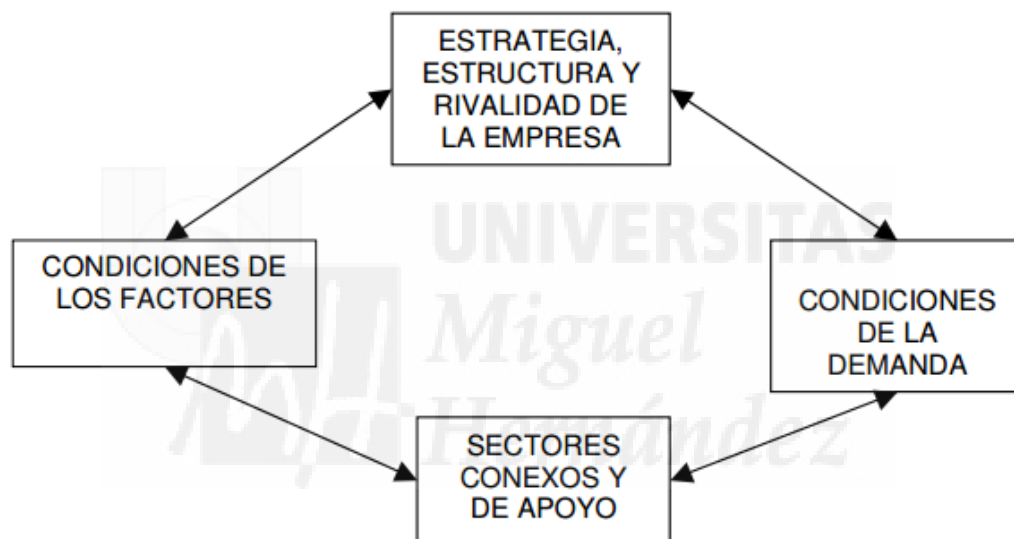 ESTRATEGIA,
ESTRUCTURA Y
RIVALIDAD DE
LA EMPRESA
CONDICIONES DE
LOS FACTORES
CONDICIONES
DE LA
DEMANDA
SECTORES
CONEXOS Y
DE APOYO
UNIVERSITAS
Miguel
Hernández